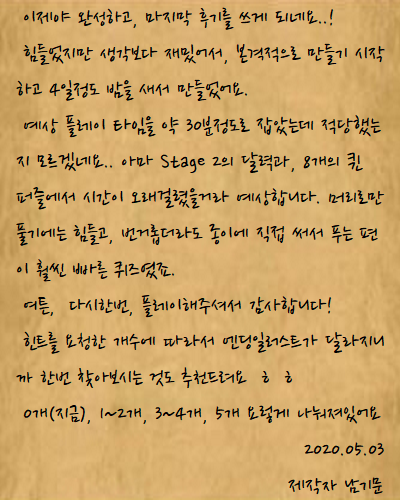 이제야 완성하고, 마지막 후기를 쓰게 되네요..!
힘들었지만 생각보다 재밌어서, 본격적으로 만들기 시작
하고 4일정도 밤을 새서 만들었어요.
예상 플레이 타임을 약 30분정도로 잡았는데 적당했는
지 모르겠네요.. 아마 Stage 2의 달력과, 8개의 퀸
퍼즐에서 시간이 오래걸렸을거라 예상합니다. 머리로만
풀기에는 힘들고, 번거롭더라도 종이에 직접 써서 푸는 편
이 훨씬 빠른 퀴즈였죠.
여튼, 다시한번, 플레이해주셔서 감사합니다!
힌트를 요청한 개수에 따라서 엔딩일러스트가 달라지니
까 한번 찾아보시는 것도 추천드려요 ㅎㅎ
0개(지금), 1~2개, 3~4개, 5개 요렇게 나눠져있어요
2020.05.03
제작자 남기문